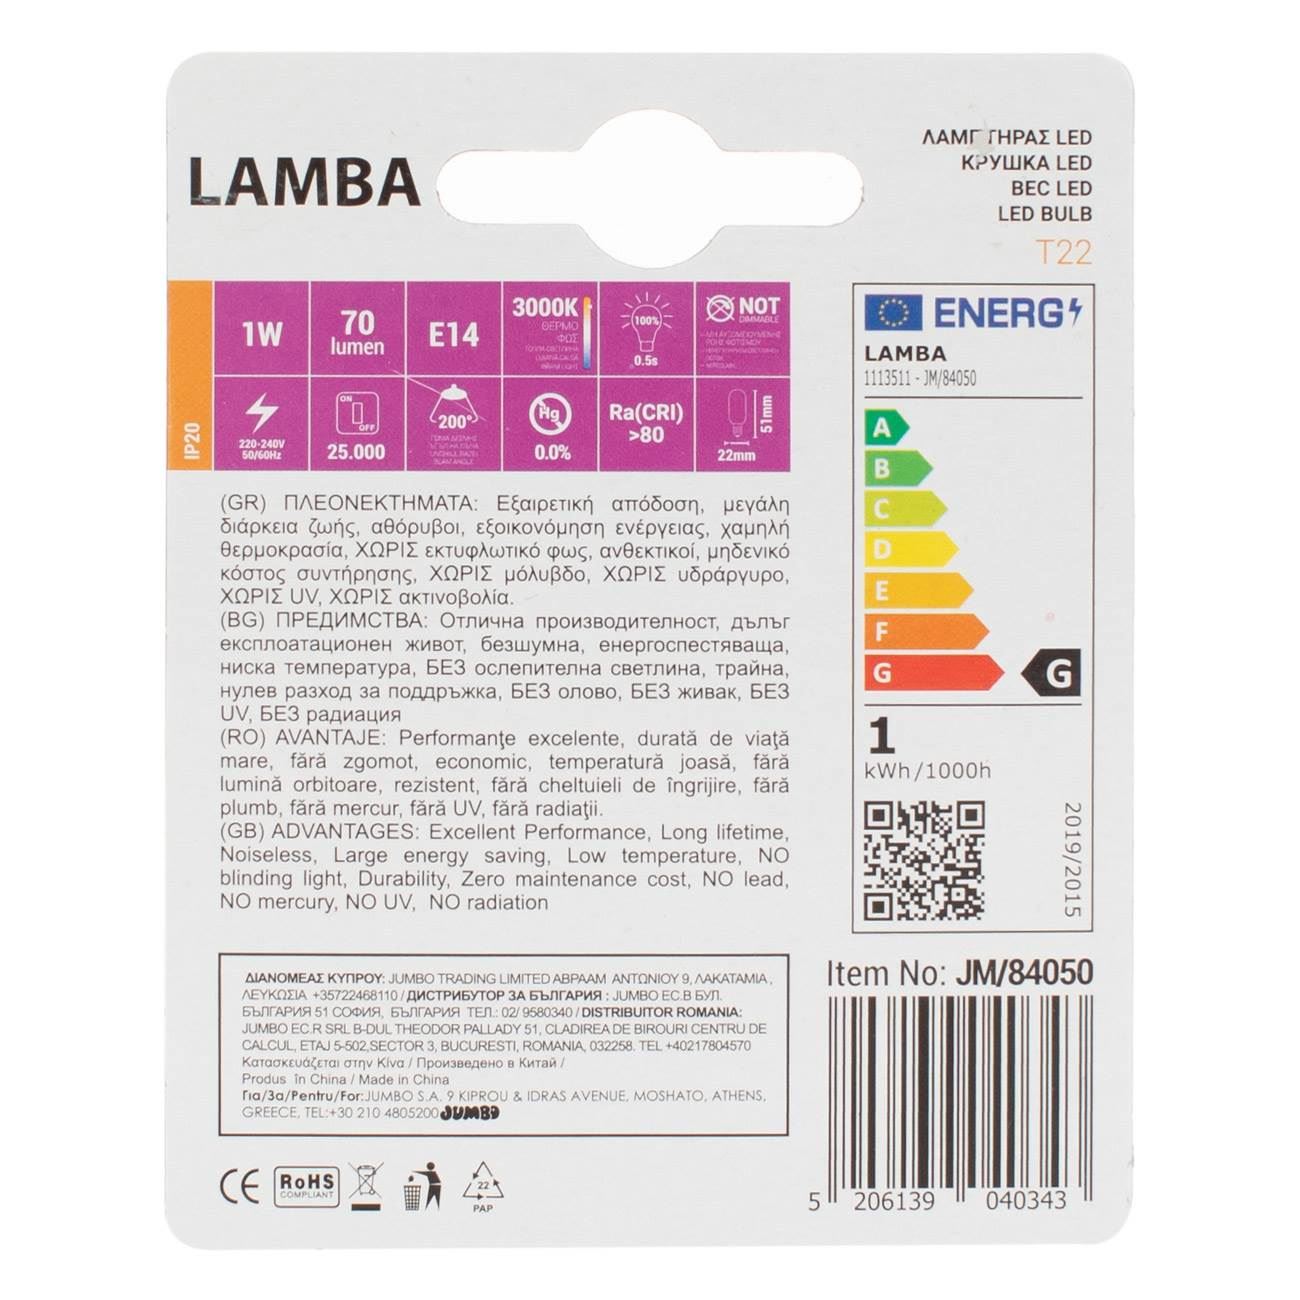 LAMBA
ΛΑΜΠΤΗΡΑΣ LED
КРУШКА LED
BEC LED
LED BULB
T22
IP20
1W
70
lumen
E14
3000K
ΘΕΡΜΟ
ΦΩΣ
100%
0.5s
NOT
DIMMABLE
220-240V
50/60Hz
ON
OFF
25.000
200°
Hg
0.0%
Ra(CRI)
>80
51mm
22mm
(GR) ΠΛΕΟΝΕΚΤΗΜΑΤΑ: Εξαιρετική απόδοση, μεγάλη
διάρκεια ζωής, αθόρυβοι, εξοικονόμηση ενέργειας, χαμηλή
θερμοκρασία, ΧΩΡΙΣ εκτυφλωτικό φως, ανθεκτικοί, μηδενικό
κόστος συντήρησης, ΧΩΡΙΣ μόλυβδο, ΧΩΡΙΣ υδράργυρο,
ΧΩΡΙΣ UV, ΧΩΡΙΣ ακτινοβολία.
(BG) ПРЕДИМСТВА: Отлична производителност, дълъг
експлоатационен живот, безшумна, енергоспестяваща,
ниска температура, БЕЗ ослепителна светлина, трайна,
нулев разход за поддръжка, БЕЗ олово, БЕЗ живак, БЕЗ
UV, БЕЗ радиация
(RO) AVANTAJE: Performanţe excelente, durată de viaţă
mare, fără zgomot, economic, temperatură joasă, fără
lumină orbitoare, rezistent, fără cheltuieli de îngrijire, fără
plumb, fără mercur, fără UV, fără radiaţii.
(GB) ADVANTAGES: Excellent Performance, Long lifetime,
Noiseless, Large energy saving, Low temperature, NO
blinding light, Durability, Zero maintenance cost, NO lead,
NO mercury, NO UV, NO radiation
ENERG
LAMBA
1113511 - JM/84050
A
B
C
D
E
F
G
G
1
kWh/1000h
2019/2015
ΔΙΑΝΟΜΕΑΣ ΚΥΠΡΟΥ: JUMBO TRADING LIMITED ΑΒΡΑΑΜ ΑΝΤΩΝΙΟΥ 9, ΛΑΚΑΤΑΜΙΑ,
ΛΕΥΚΩΣΙΑ +35722468110 / ДИСТРИБУТОР ЗА БЪЛГАРИЯ : JUMBO EC.B БУЛ.
БЪЛГАРИЯ 51 СОФИЯ, БЪЛГАРИЯ ТЕЛ.: 02/ 9580340 / DISTRIBUITOR ROMANIA:
JUMBO EC.R SRL B-DUL THEODOR PALLADY 51, CLADIREA DE BIROURI CENTRU DE
CALCUL, ETAJ 5-502,SECTOR 3, BUCURESTI, ROMANIA, 032258. TEL +40217804570
Κατασκευάζεται στην Κίνα / Произведено в Китай /
Produs în China / Made in China
Για/За/Pentru/For:JUMBO S.A. 9 KIPROU & IDRAS AVENUE, MOSHATO, ATHENS,
GREECE, TEL:+30 210 4805200 JUMBO
Item No: JM/84050
5 206139 040343
CE
RoHS
COMPLIANT
22
PAP